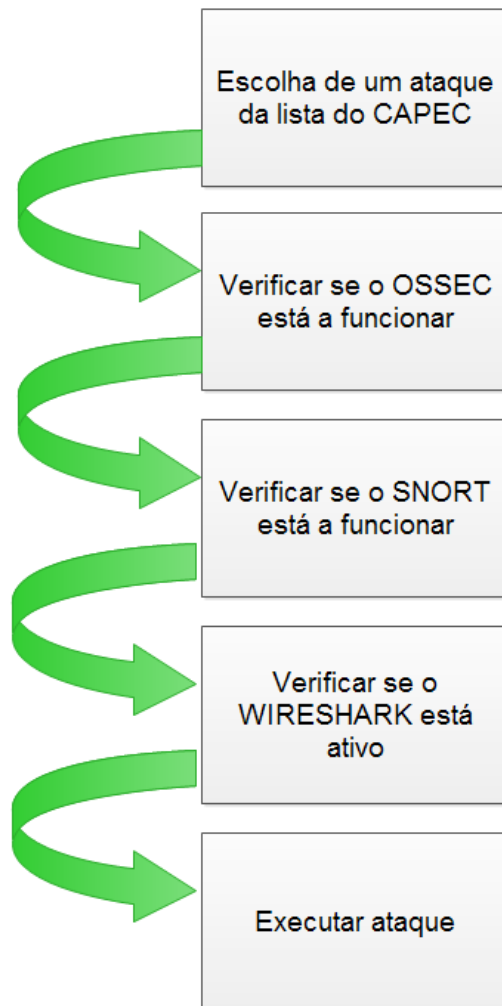 Escolha de um ataque
da lista do CAPEC
Verificar se o OSSEC
está a funcionar
Verificar se o SNORT
está a funcionar
Verificar se o
WIRESHARK está
ativo
Executar ataque